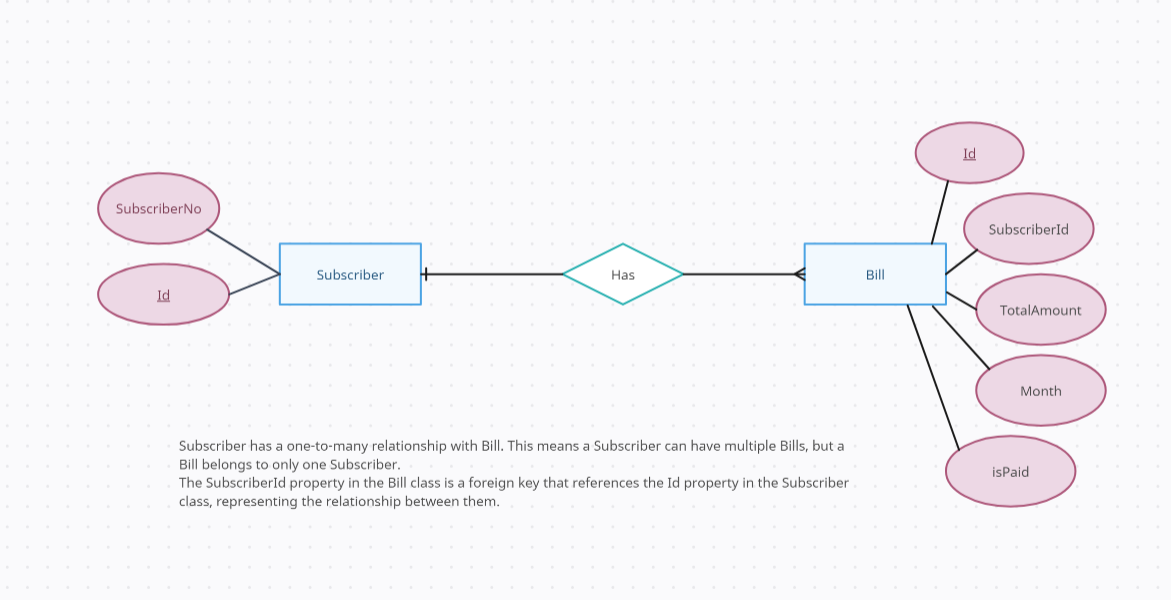 Id
SubscriberNo
SubscriberId
Subscriber
Has
Bill
Id
TotalAmount
Month
isPaid
Subscriber has a one-to-many relationship with Bill. This means a Subscriber can have multiple Bills, but a
Bill belongs to only one Subscriber.
The SubscriberId property in the Bill class is a foreign key that references the Id property in the Subscriber
class, representing the relationship between them.